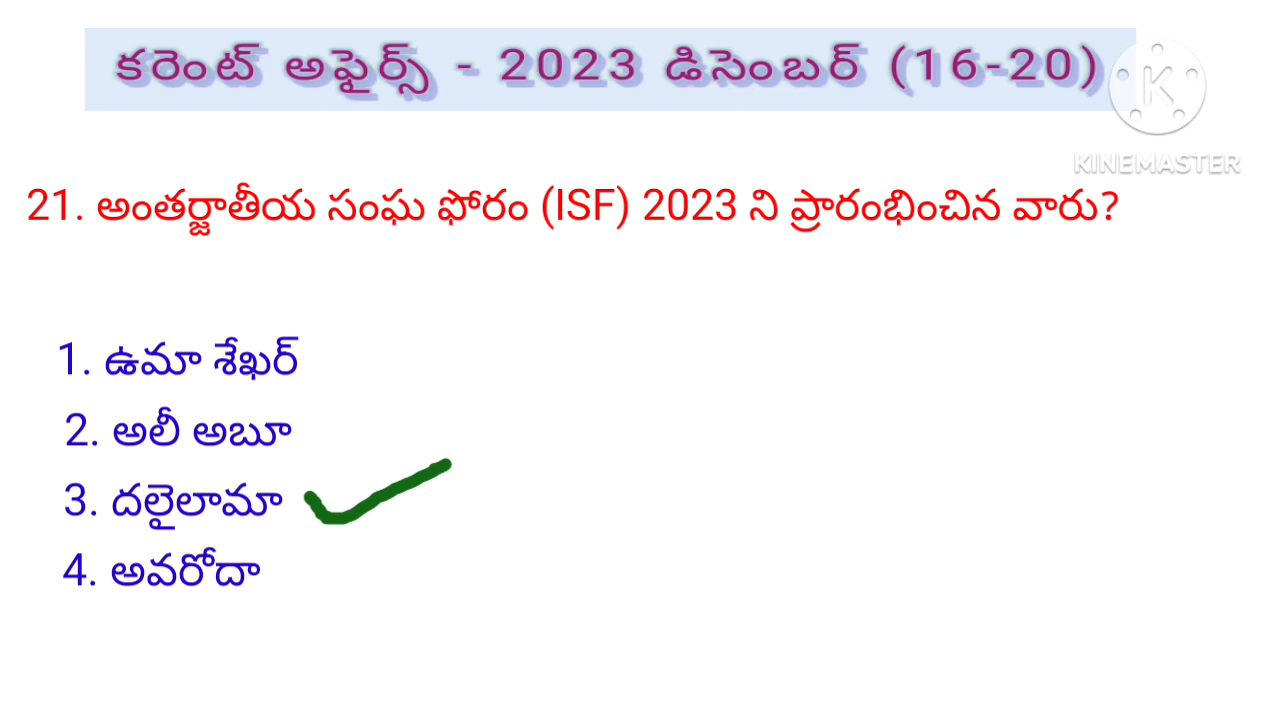 కరెంట్ అఫైర్స్ - 2023 డిసెంబర్ (16-20)
KINEMASTER
21. అంతర్జాతీయ సంఘ ఫోరం (ISF) 2023 ని ప్రారంభించిన వారు?
1. ఉమా శేఖర్
2. అలీ అబూ
3. దలైలామా
4. అవరోదా